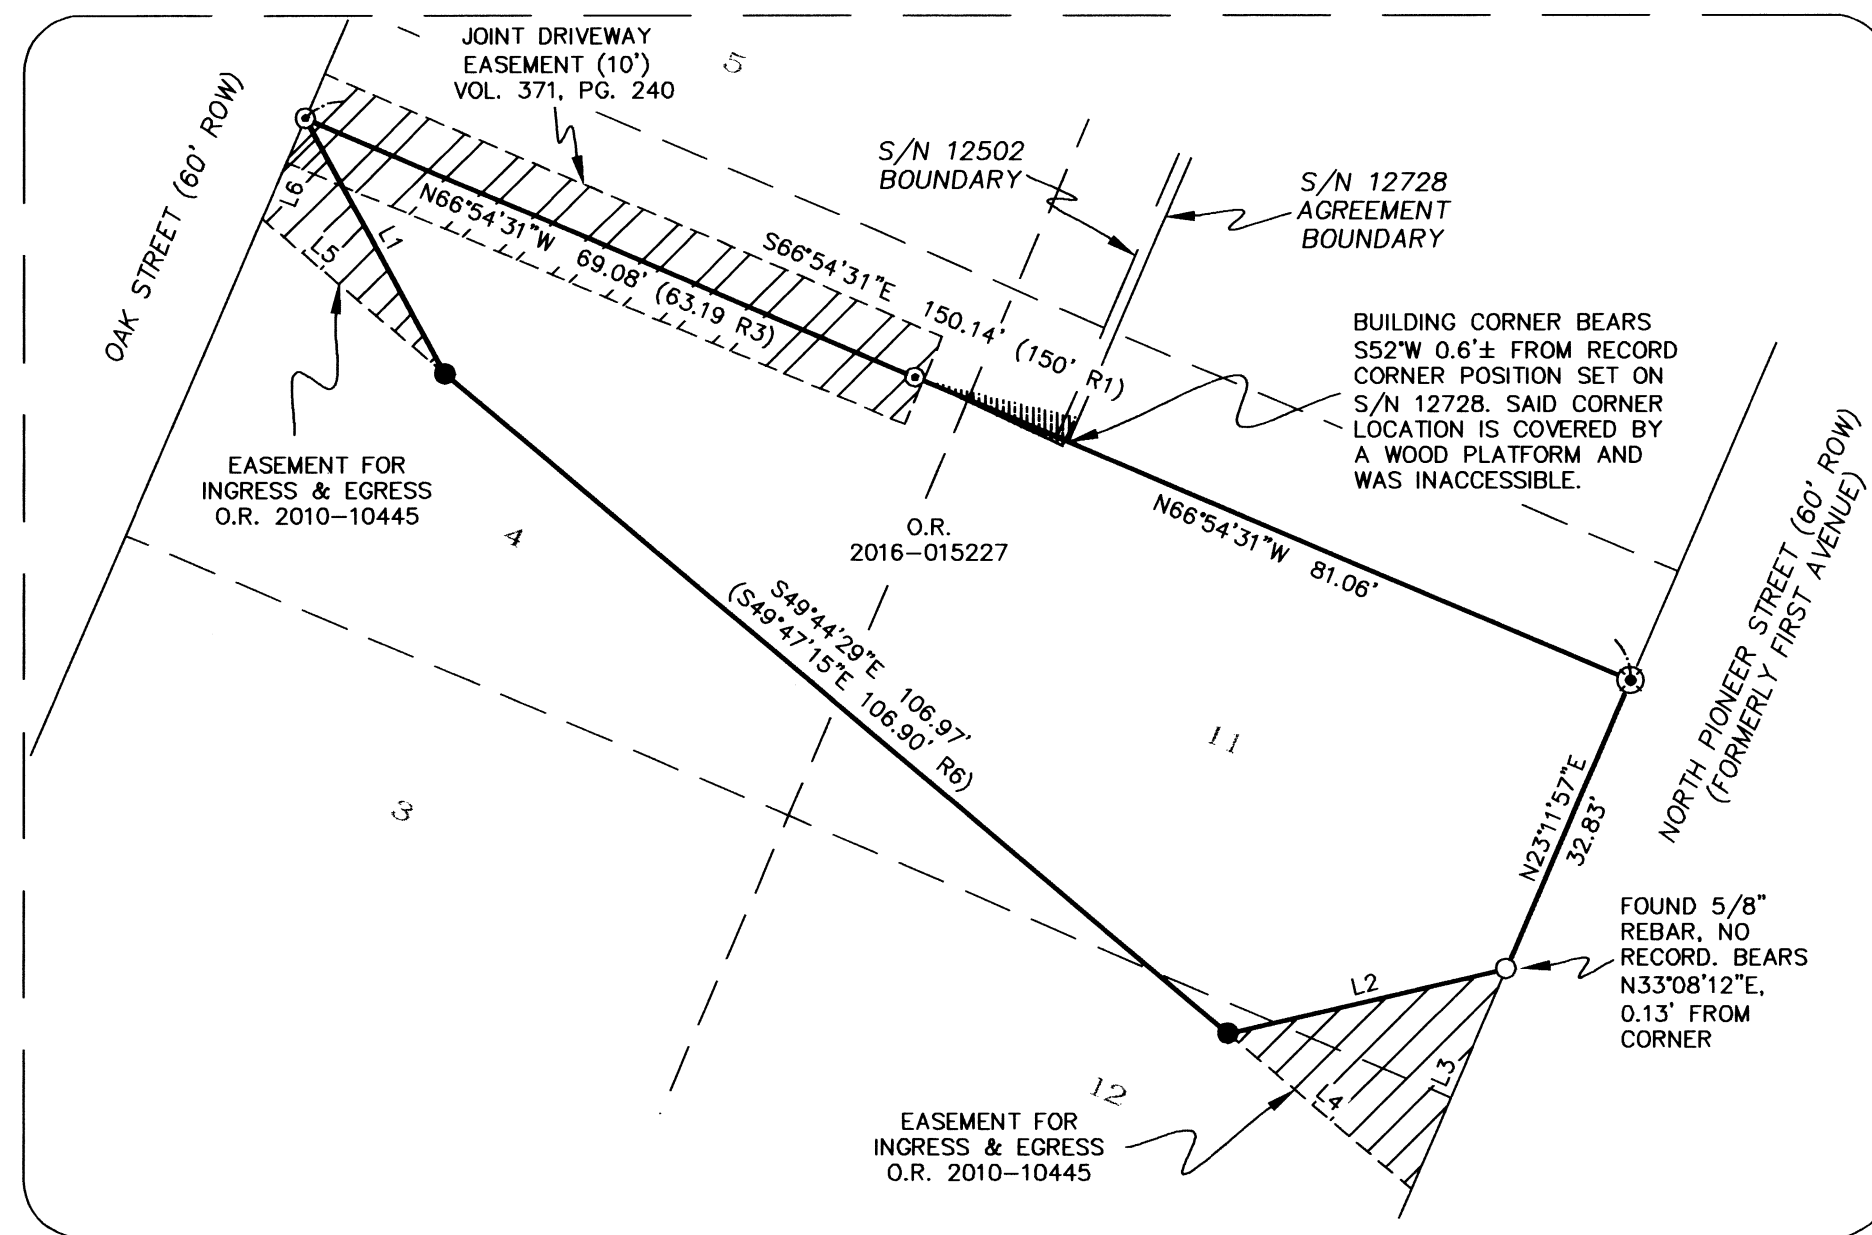 JOINT DRIVEWAY
EASEMENT (10')
VOL. 371, PG. 240
5
OAK STREET (60' ROW)
S/N 12502
BOUNDARY
S/N 12728
AGREEMENT
BOUNDARY
L6
L5
L1
N66°54'31"W 69.08' (63.19 R3)
S66°54'31"E 150.14' (150' R1)
BUILDING CORNER BEARS
S52°W 0.6'± FROM RECORD
CORNER POSITION SET ON
S/N 12728. SAID CORNER
LOCATION IS COVERED BY
A WOOD PLATFORM AND
WAS INACCESSIBLE.
EASEMENT FOR
INGRESS & EGRESS
O.R. 2010-10445
4
O.R.
2016-015227
N66°54'31"W 81.06'
NORTH PIONEER STREET (60' ROW)
(FORMERLY FIRST AVENUE)
S49°44'29"E 106.97'
(S49°47'15"E 106.90' R6)
11
3
N23°11'57"E
32.83'
FOUND 5/8"
REBAR, NO
RECORD. BEARS
N33°08'12"E,
0.13' FROM
CORNER
L2
L3
L4
12
EASEMENT FOR
INGRESS & EGRESS
O.R. 2010-10445